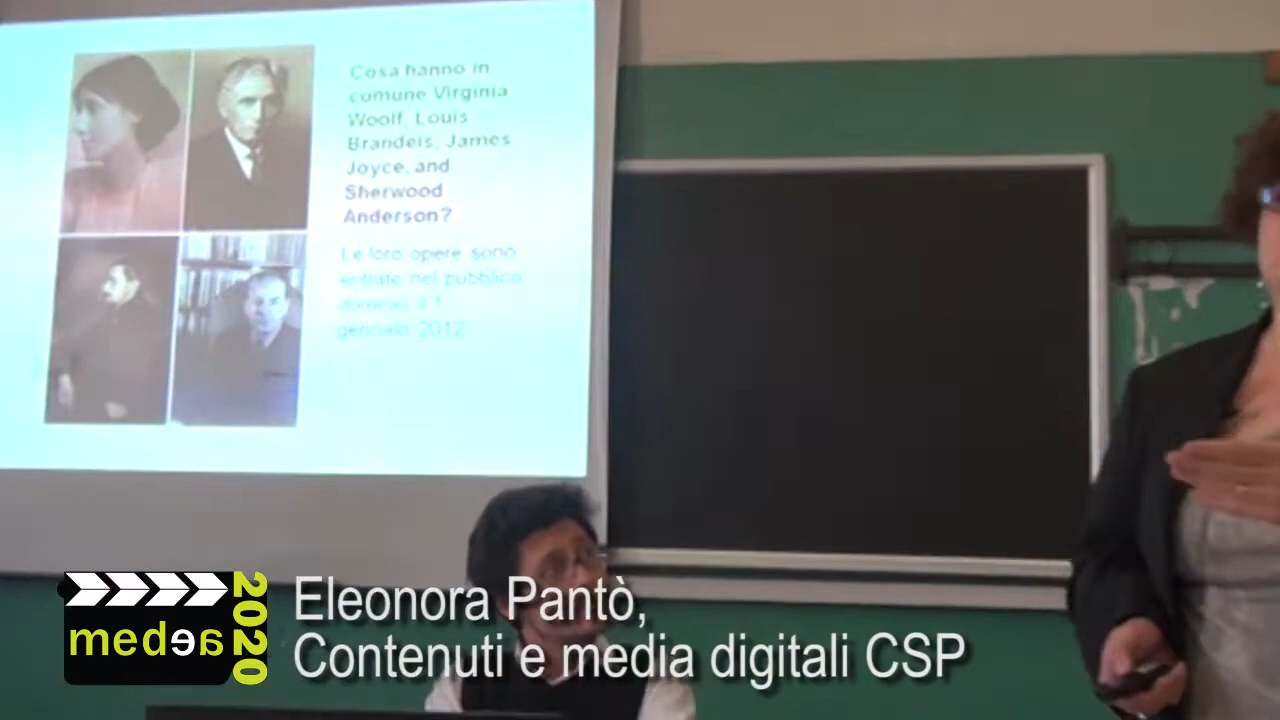 Cosa hanno in
comune Virginia
Woolf, Louis
Brandeis, James
Joyce, and
Sherwood
Anderson?
Le loro opere sono
entrate nel pubblico
dominio il 1
gennaio 2012
medea
2020
Eleonora Pantò,
Contenuti e media digitali CSP